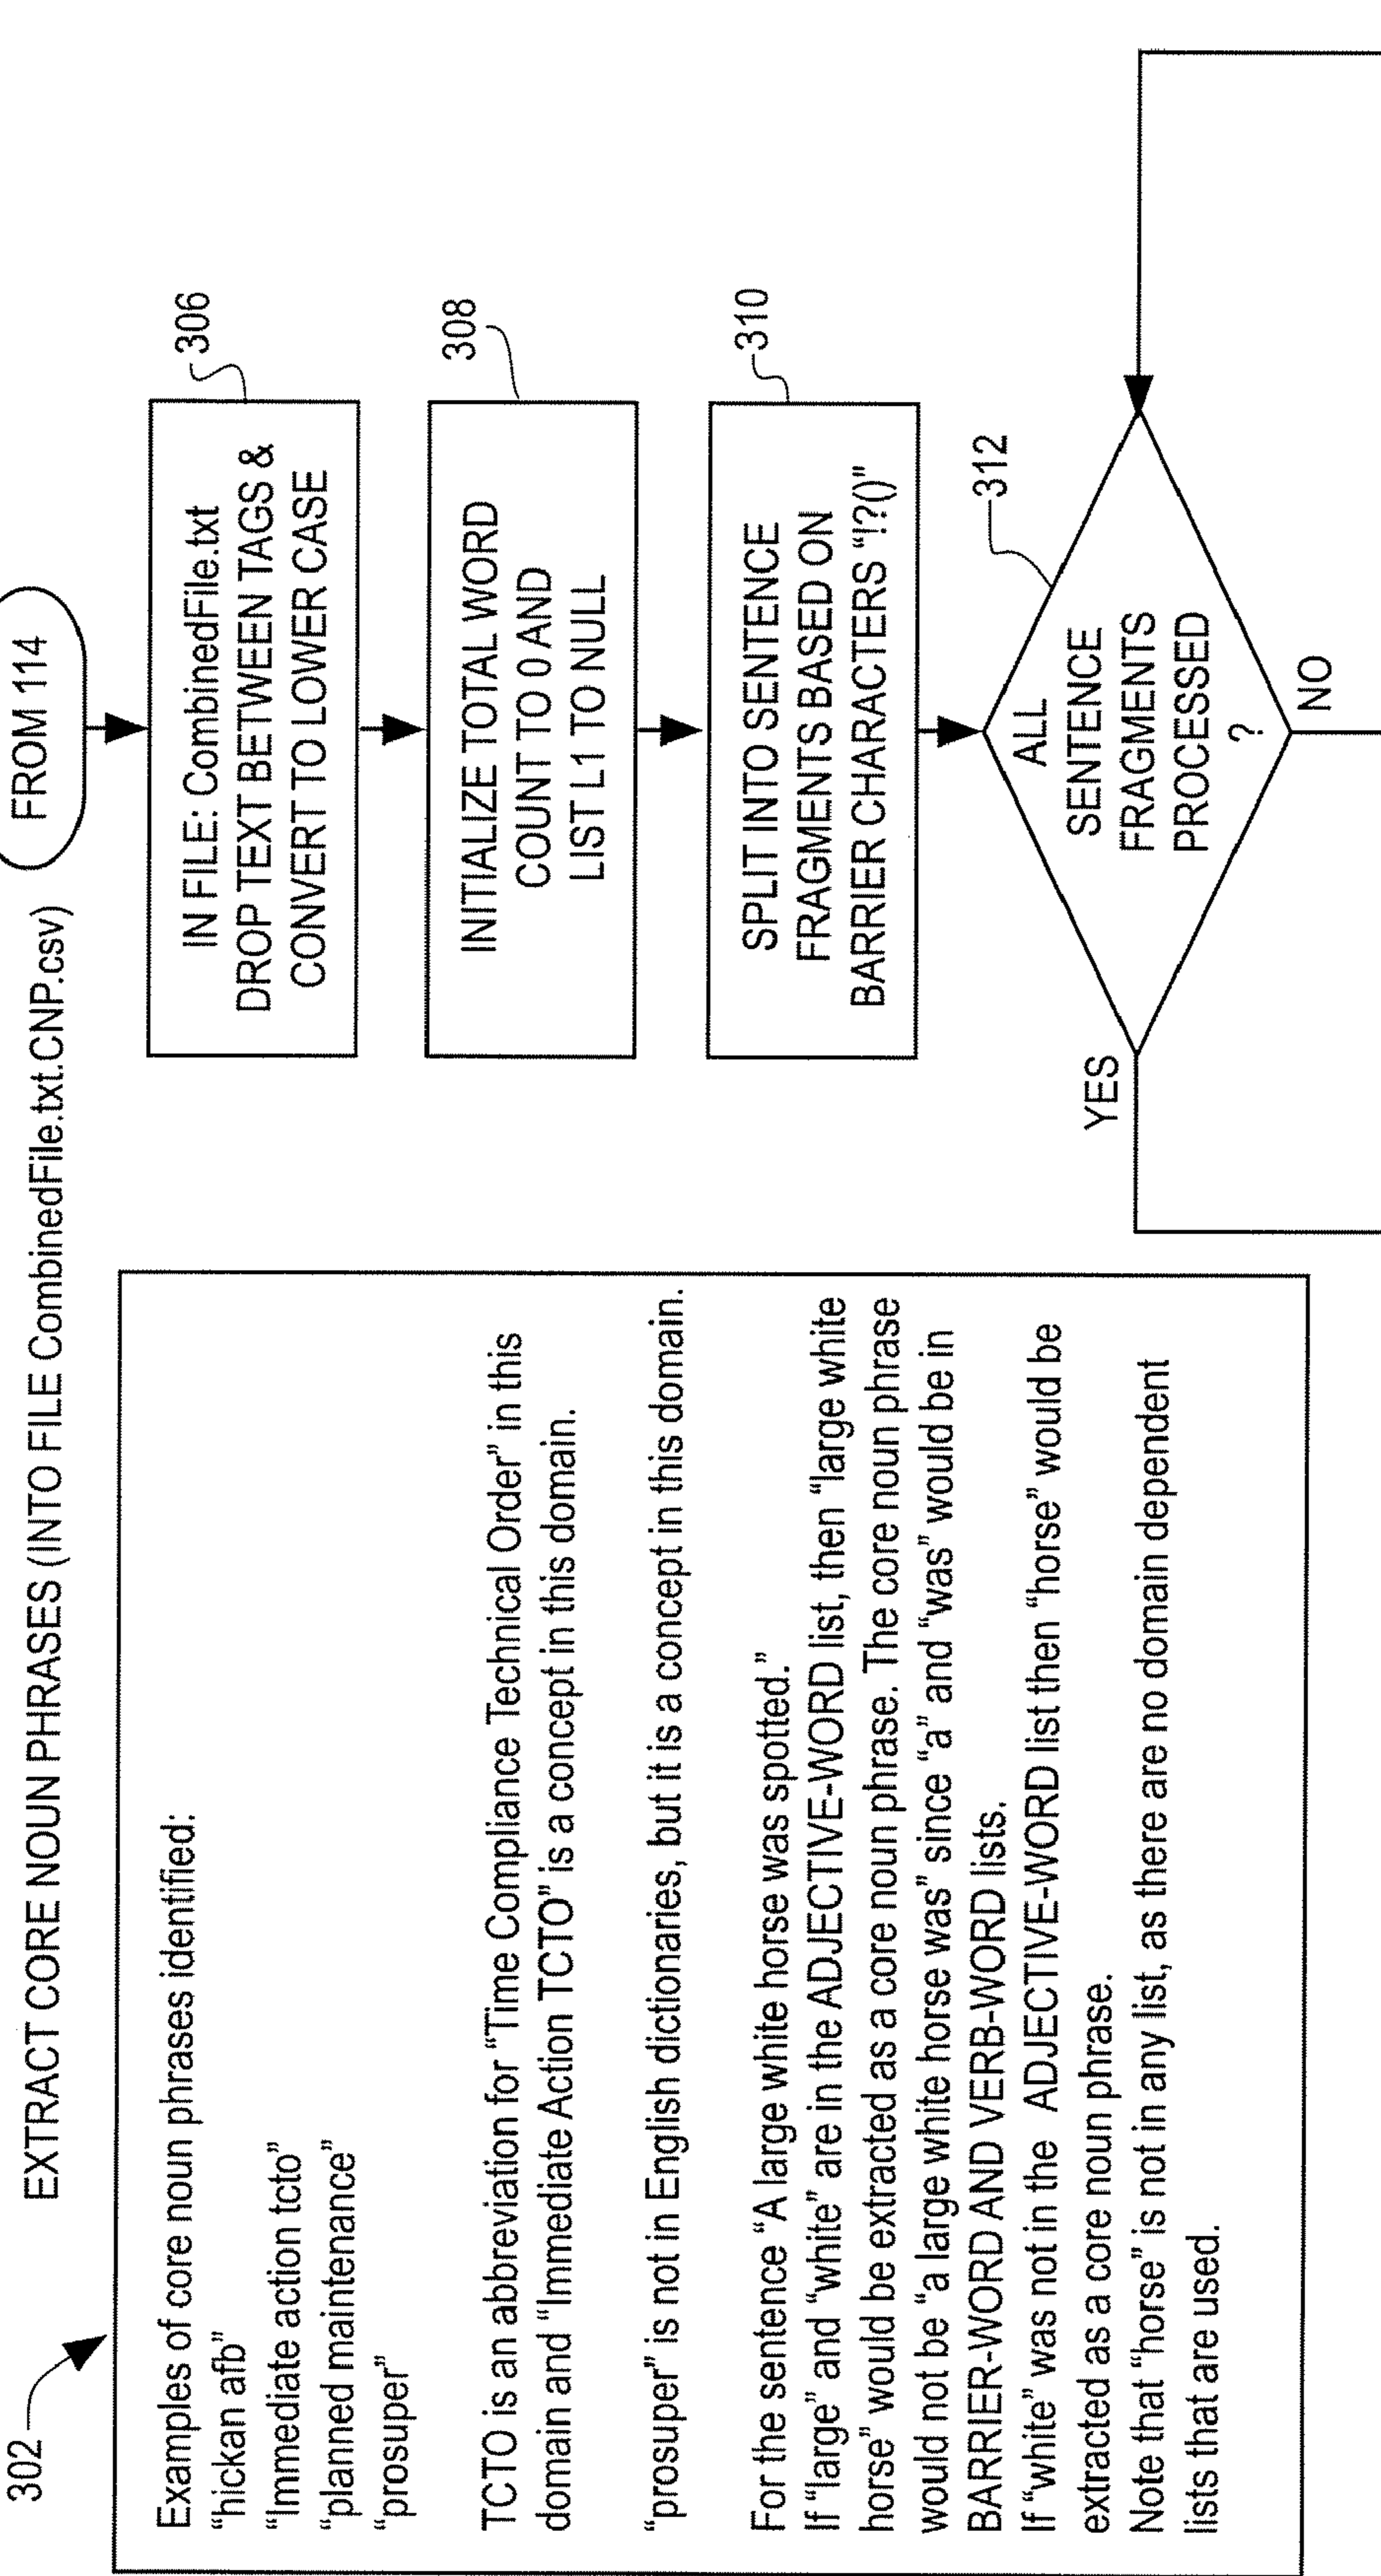 EXTRACT CORE NOUN PHRASES (INTO FILE CombinedFile.txt.CNP.csv)
302
Examples of core noun phrases identified:
“hickan afb”
“Immediate action tcto”
“planned maintenance”
“prosuper”
TCTO is an abbreviation for “Time Compliance Technical Order” in this
domain and “Immediate Action TCTO” is a concept in this domain.
“prosuper” is not in English dictionaries, but it is a concept in this domain.
For the sentence “A large white horse was spotted.”
If “large” and “white” are in the ADJECTIVE-WORD list, then “large white
horse” would be extracted as a core noun phrase. The core noun phrase
would not be “a large white horse was” since “a” and “was” would be in
BARRIER-WORD AND VERB-WORD lists.
If “white” was not in the ADJECTIVE-WORD list then “horse” would be
extracted as a core noun phrase.
Note that “horse” is not in any list, as there are no domain dependent
lists that are used.
FROM 114
306
IN FILE: CombinedFile.txt
DROP TEXT BETWEEN TAGS &
CONVERT TO LOWER CASE
308
INITIALIZE TOTAL WORD
COUNT TO 0 AND
LIST L1 TO NULL
310
SPLIT INTO SENTENCE
FRAGMENTS BASED ON
BARRIER CHARACTERS "!?()"
312
ALL
SENTENCE
FRAGMENTS
PROCESSED
?
YES
NO